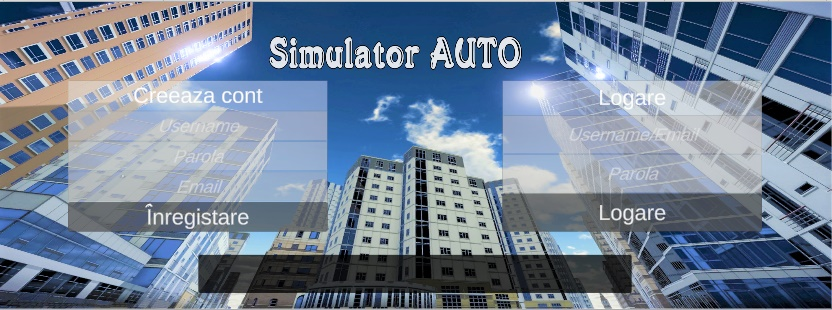 Simulator AUTO
Creeaza cont
Username
Parola
Email
Înregistare
Logare
Username/Email
Parola
Logare